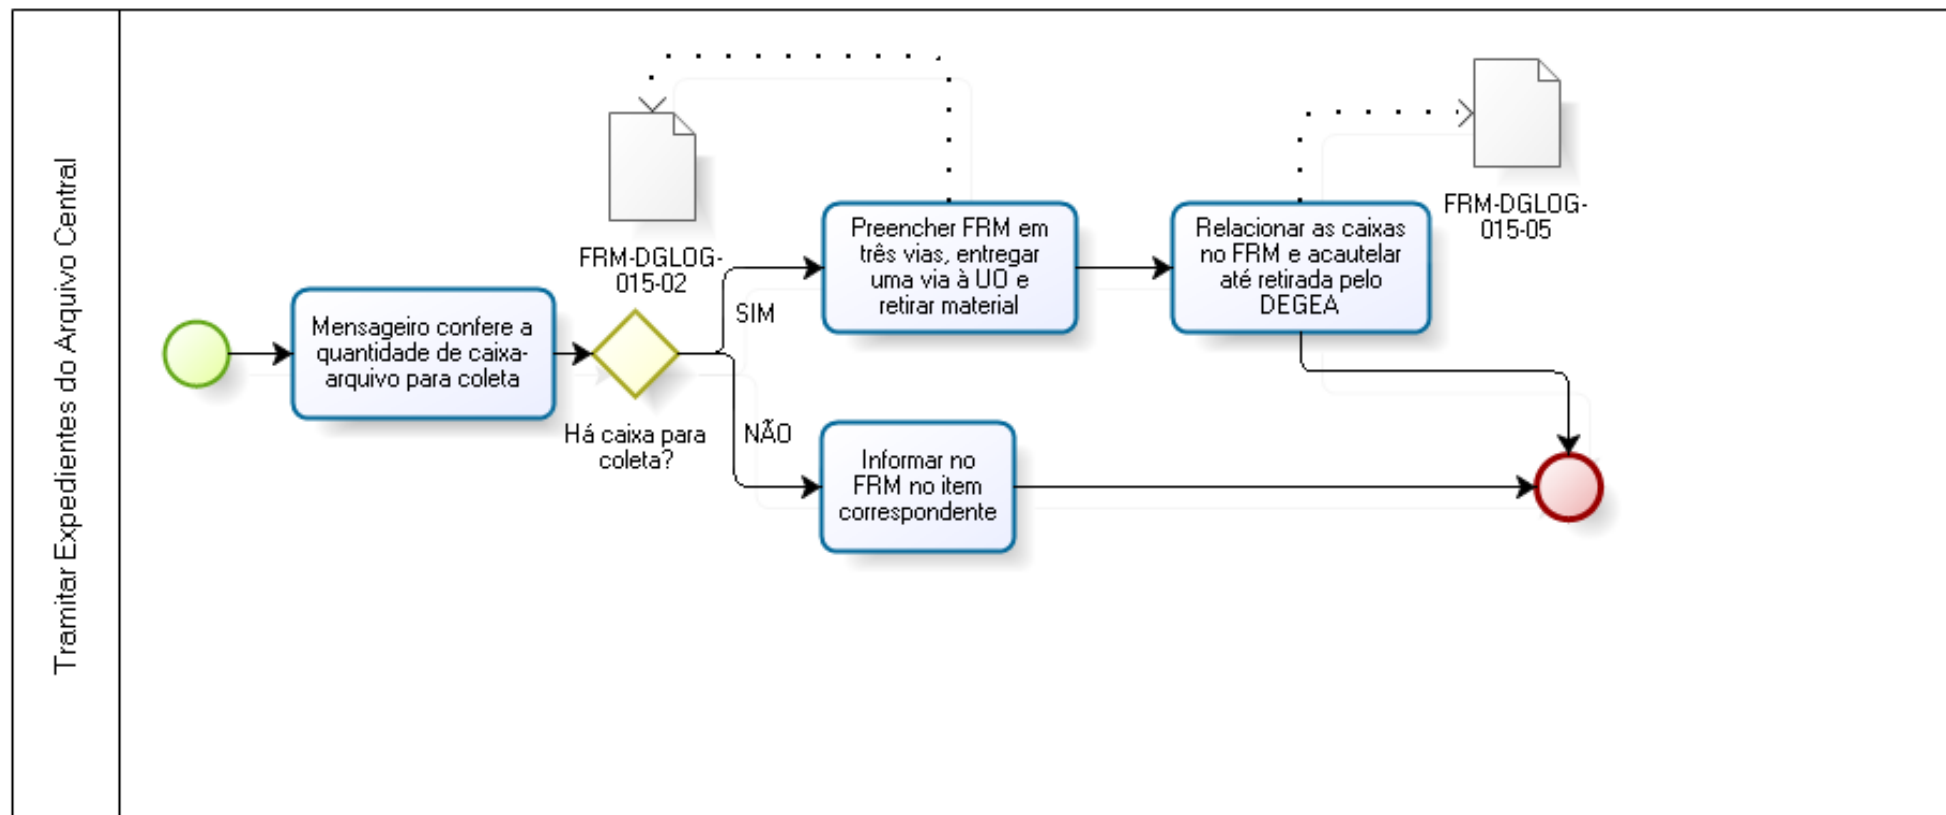 Tramitar Expedientes do Arquivo Central
Mensageiro confere a
quantidade de caixa-
arquivo para coleta
Há caixa para
coleta?
FRM-DGLOG-
015-02
SIM
NÃO
Preencher FRM em
três vias, entregar
uma via à UO e
retirar material
Informar no
FRM no item
correspondente
Relacionar as caixas
no FRM e acautelar
até retirada pelo
DEGEA
FRM-DGLOG-
015-05